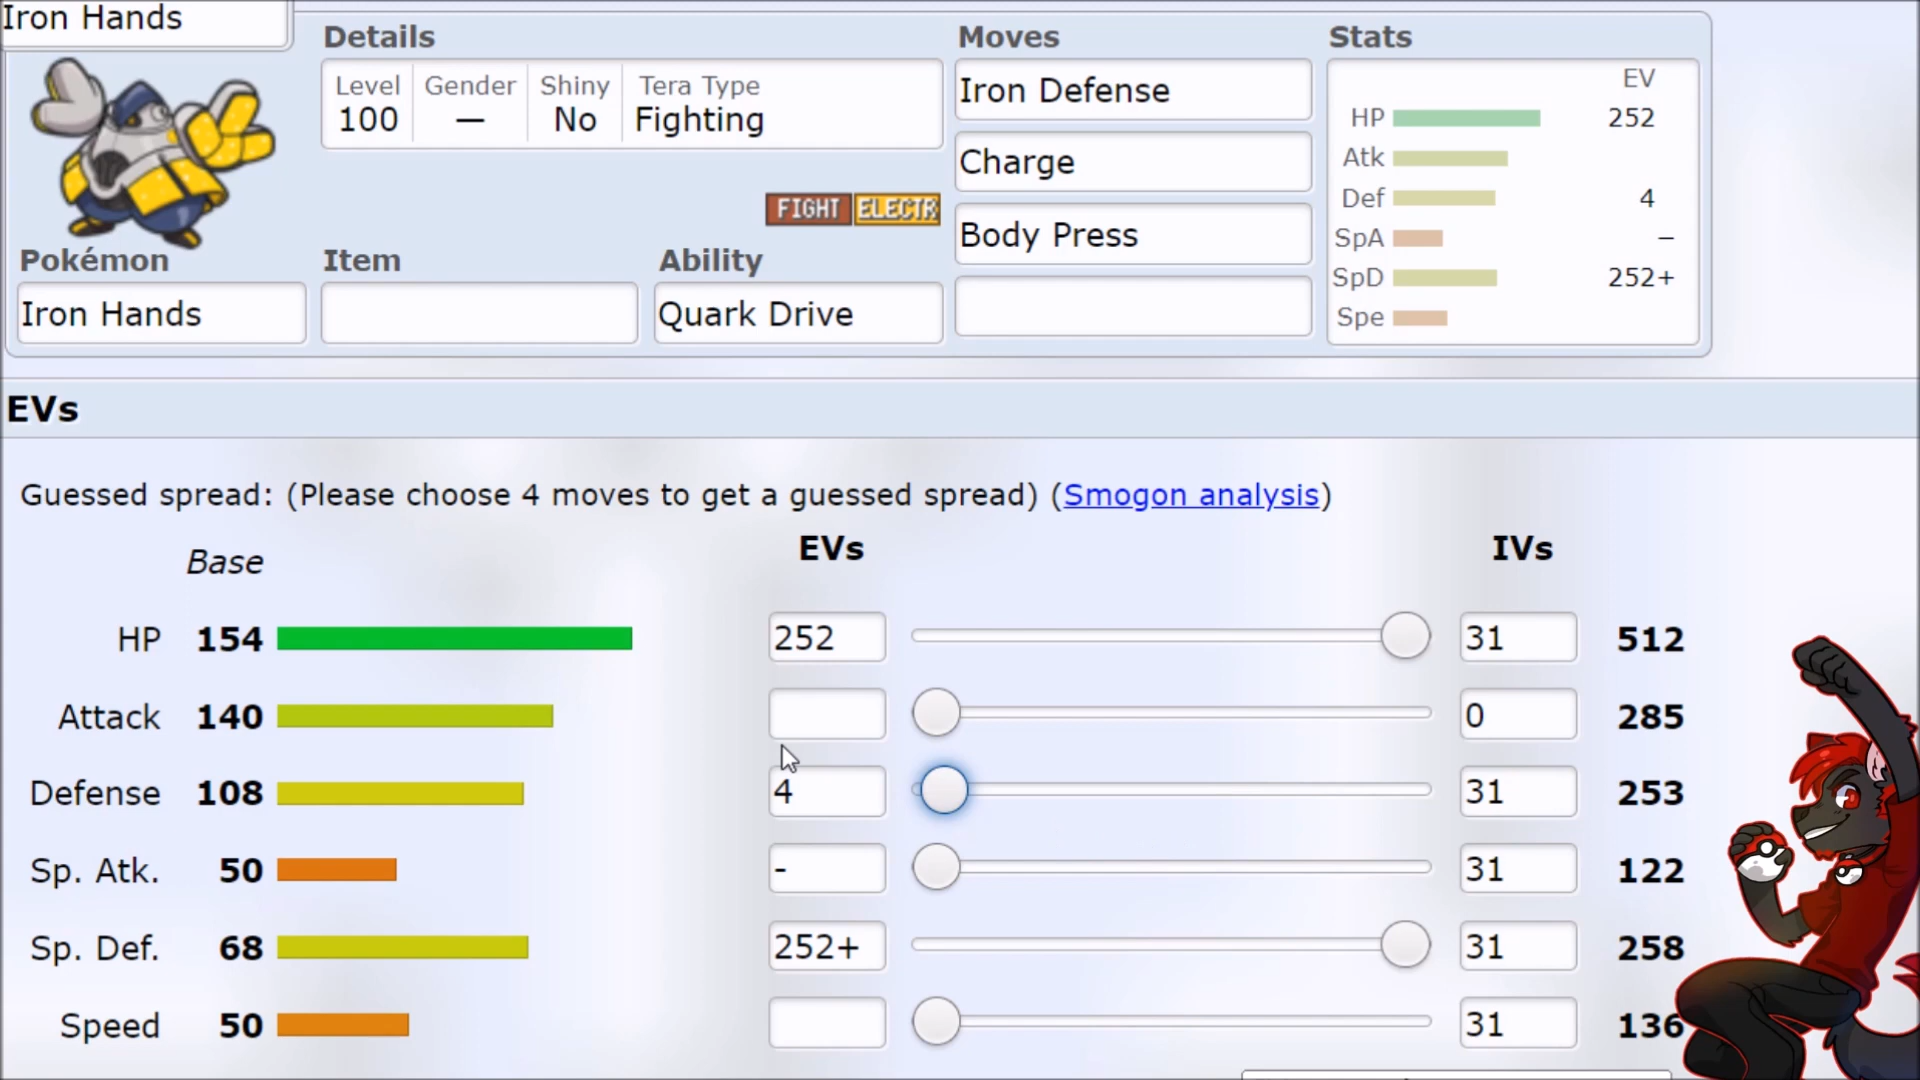 Iron Hands
Details
Moves
Stats
Level
Gender
Shiny
Tera Type
100
—
No
Fighting
Iron Defense
Charge
Body Press
EV
HP 252
Atk
Def 4
SpA –
SpD 252+
Spe
FIGHT ELECTR
Pokémon
Item
Ability
Iron Hands
Quark Drive
EVs
Guessed spread: (Please choose 4 moves to get a guessed spread) (Smogon analysis)
Base
EVs
IVs
HP 154 252 31 512
Attack 140 0 285
Defense 108 4 31 253
Sp. Atk. 50 - 31 122
Sp. Def. 68 252+ 31 258
Speed 50 31 136